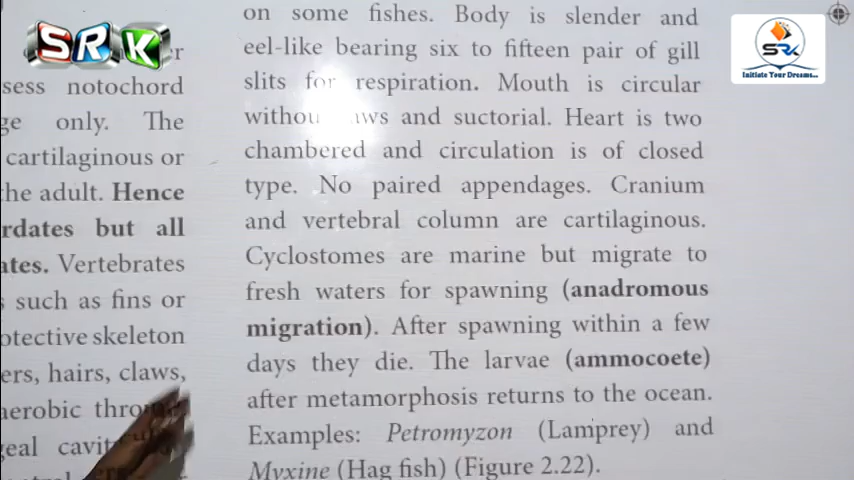 SRK
SRK
Initiate Your Dreams...
sess notochord
ge only. The
cartilaginous or
he adult. Hence
rdates but all
ates. Vertebrates
such as fins or
otective skeleton
ers, hairs, claws,
aerobic
geal
on some fishes. Body is slender and
eel-like bearing six to fifteen pair of gill
slits for respiration. Mouth is circular
and suctorial. Heart is two
chambered and circulation is of closed
type. No paired appendages. Cranium
and vertebral column are cartilaginous.
Cyclostomes are marine but migrate to
fresh waters for spawning (anadromous
migration). After spawning within a few
days they die. The larvae (ammocoete)
after metamorphosis returns to the ocean.
Examples: Petromyzon (Lamprey) and
Myxine (Hag fish) (Figure 2.22).